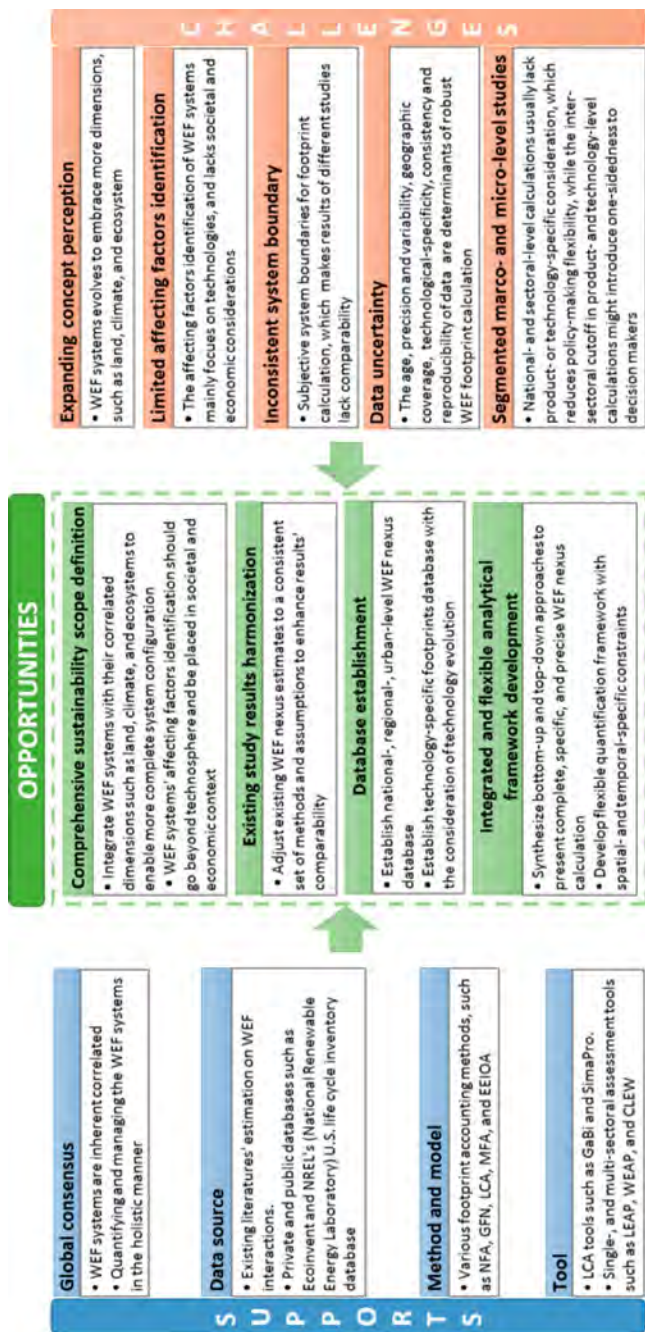 SUPPORTS
Global consensus
• WEF systems are inherent correlated
• Quantifying and managing the WEF systems
in the holistic manner
Data source
• Existing literatures' estimation on WEF
interactions.
• Private and public databases such as
Ecoinvent and NREL's (National Renewable
Energy Laboratory) U.S. life cycle inventory
database
Method and model
• Various footprint accounting methods, such
as NFA, GFN, LCA, MFA, and EEIOA
Tool
• LCA tools such as GaBi and SimaPro.
• Single-, and multi-sectoral assessment tools
such as LEAP, WEAP, and CLEW
OPPORTUNITIES
Comprehensive sustainability scope definition
• Integrate WEF systems with their correlated
dimensions such as land, climate, and ecosystems to
enable more complete system configuration
• WEF systems' affecting factors identification should
go beyond technosphere and be placed in societal and
economic context
Existing study results harmonization
• Adjust existing WEF nexus estimates to a consistent
set of methods and assumptions to enhance results'
comparability
Database establishment
• Establish national-, regional-, urban-level WEF nexus
database
• Establish technology-specific footprints database with
the consideration of technology evolution
Integrated and flexible analytical
framework development
• Synthesize bottom-up and top-down approaches to
present complete, specific, and precise WEF nexus
calculation
• Develop flexible quantification framework with
spatial- and temporal-specific constraints
CHALLENGES
Expanding concept perception
• WEF systems evolves to embrace more dimensions,
such as land, climate, and ecosystem
Limited affecting factors identification
• The affecting factors identification of WEF systems
mainly focus on technologies, and lacks societal and
economic considerations
Inconsistent system boundary
• Subjective system boundaries for footprint
calculation, which makes results of different studies
lack comparability
Data uncertainty
• The age, precision and variability, geographic
coverage, technological-specificity, consistency and
reproducibility of data are determinants of robust
WEF footprint calculation
Segmented marco- and micro-level studies
• National- and sectoral-level calculations usually lack
product- or technology-specific consideration, which
reduces policy-making flexibility, while the inter-
sectoral cutoff in product- and technology-level
calculations might introduce one-sidedness to
decision makers